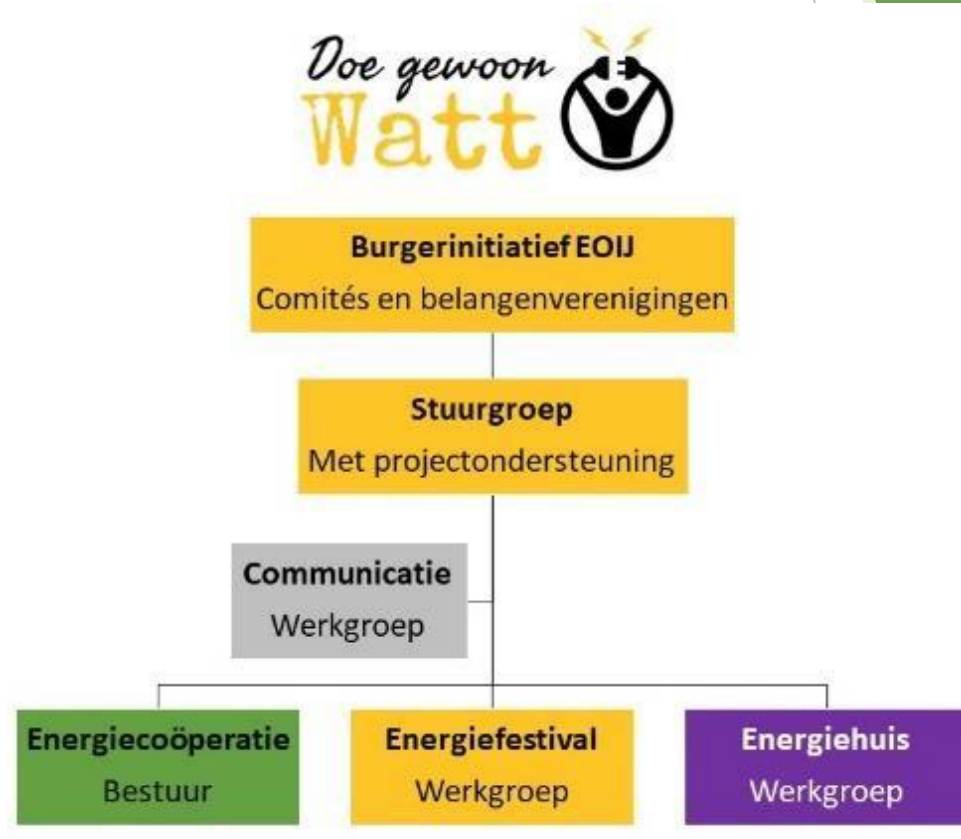 Doe gewoon
Watt
Burgerinitiatief EOIJ
Comités en belangenverenigingen
Stuurgroep
Met projectondersteuning
Communicatie
Werkgroep
Energiecoöperatie
Bestuur
Energiefestival
Werkgroep
Energiehuis
Werkgroep